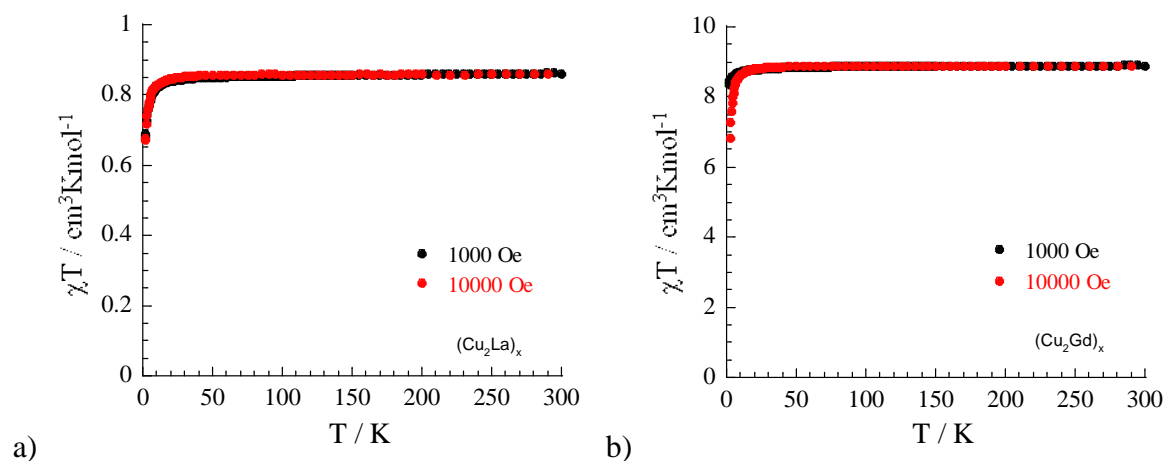 1
0.8
0.6
0.4
0.2
0
χT / cm³Kmol⁻¹
1000 Oe
10000 Oe
(Cu₂La)ₓ
0 50 100 150 200 250 300
T / K
a)
10
8
6
4
2
0
χT / cm³Kmol⁻¹
1000 Oe
10000 Oe
(Cu₂Gd)ₓ
0 50 100 150 200 250 300
T / K
b)